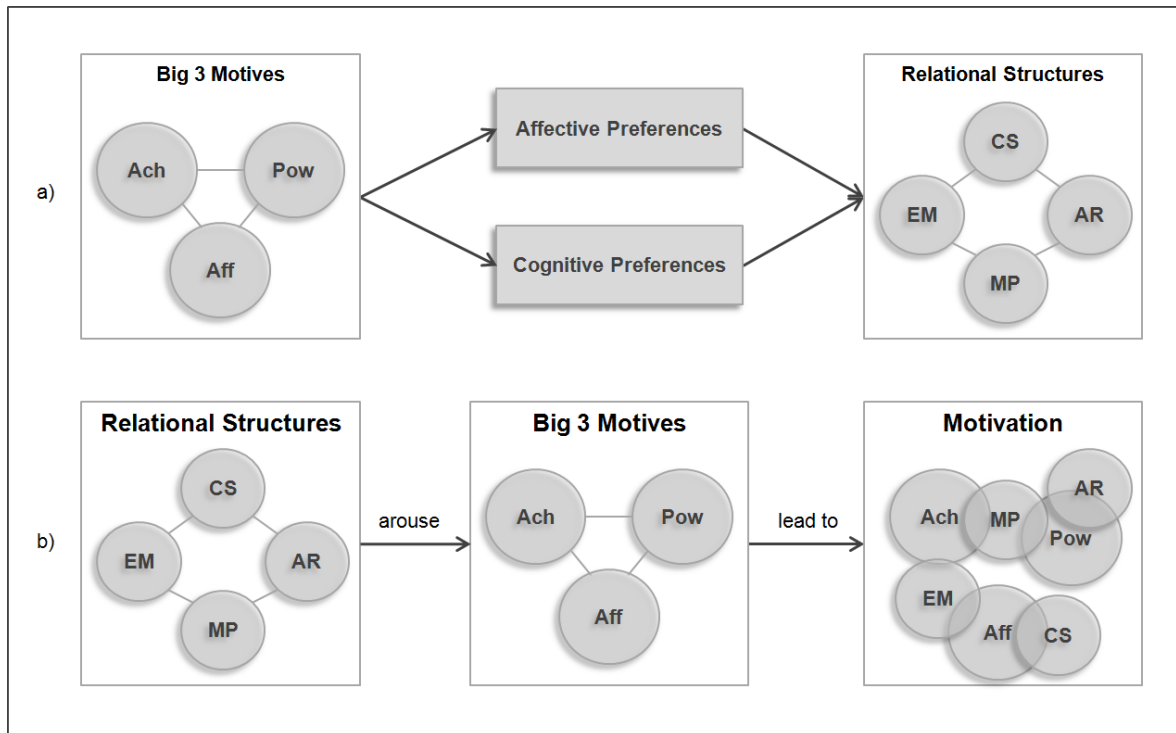 a)
Big 3 Motives
Ach
Pow
Aff
Affective Preferences
Cognitive Preferences
Relational Structures
CS
EM
AR
MP
b)
Relational Structures
CS
EM
AR
MP
arouse
Big 3 Motives
Ach
Pow
Aff
lead to
Motivation
AR
Ach
MP
Pow
EM
Aff
CS